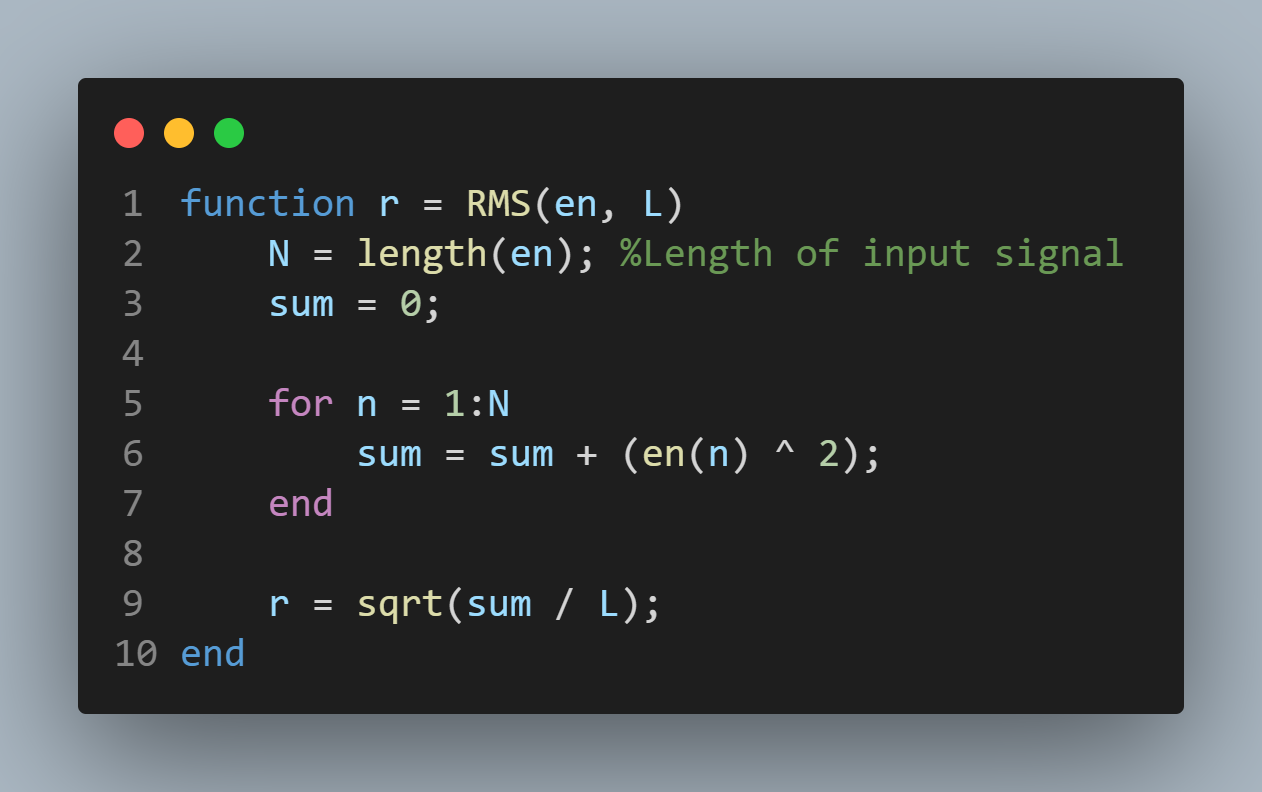 1 function r = RMS(en, L)
2     N = length(en); %Length of input signal
3     sum = 0;
4
5     for n = 1:N
6         sum = sum + (en(n) ^ 2);
7     end
8
9     r = sqrt(sum / L);
10 end